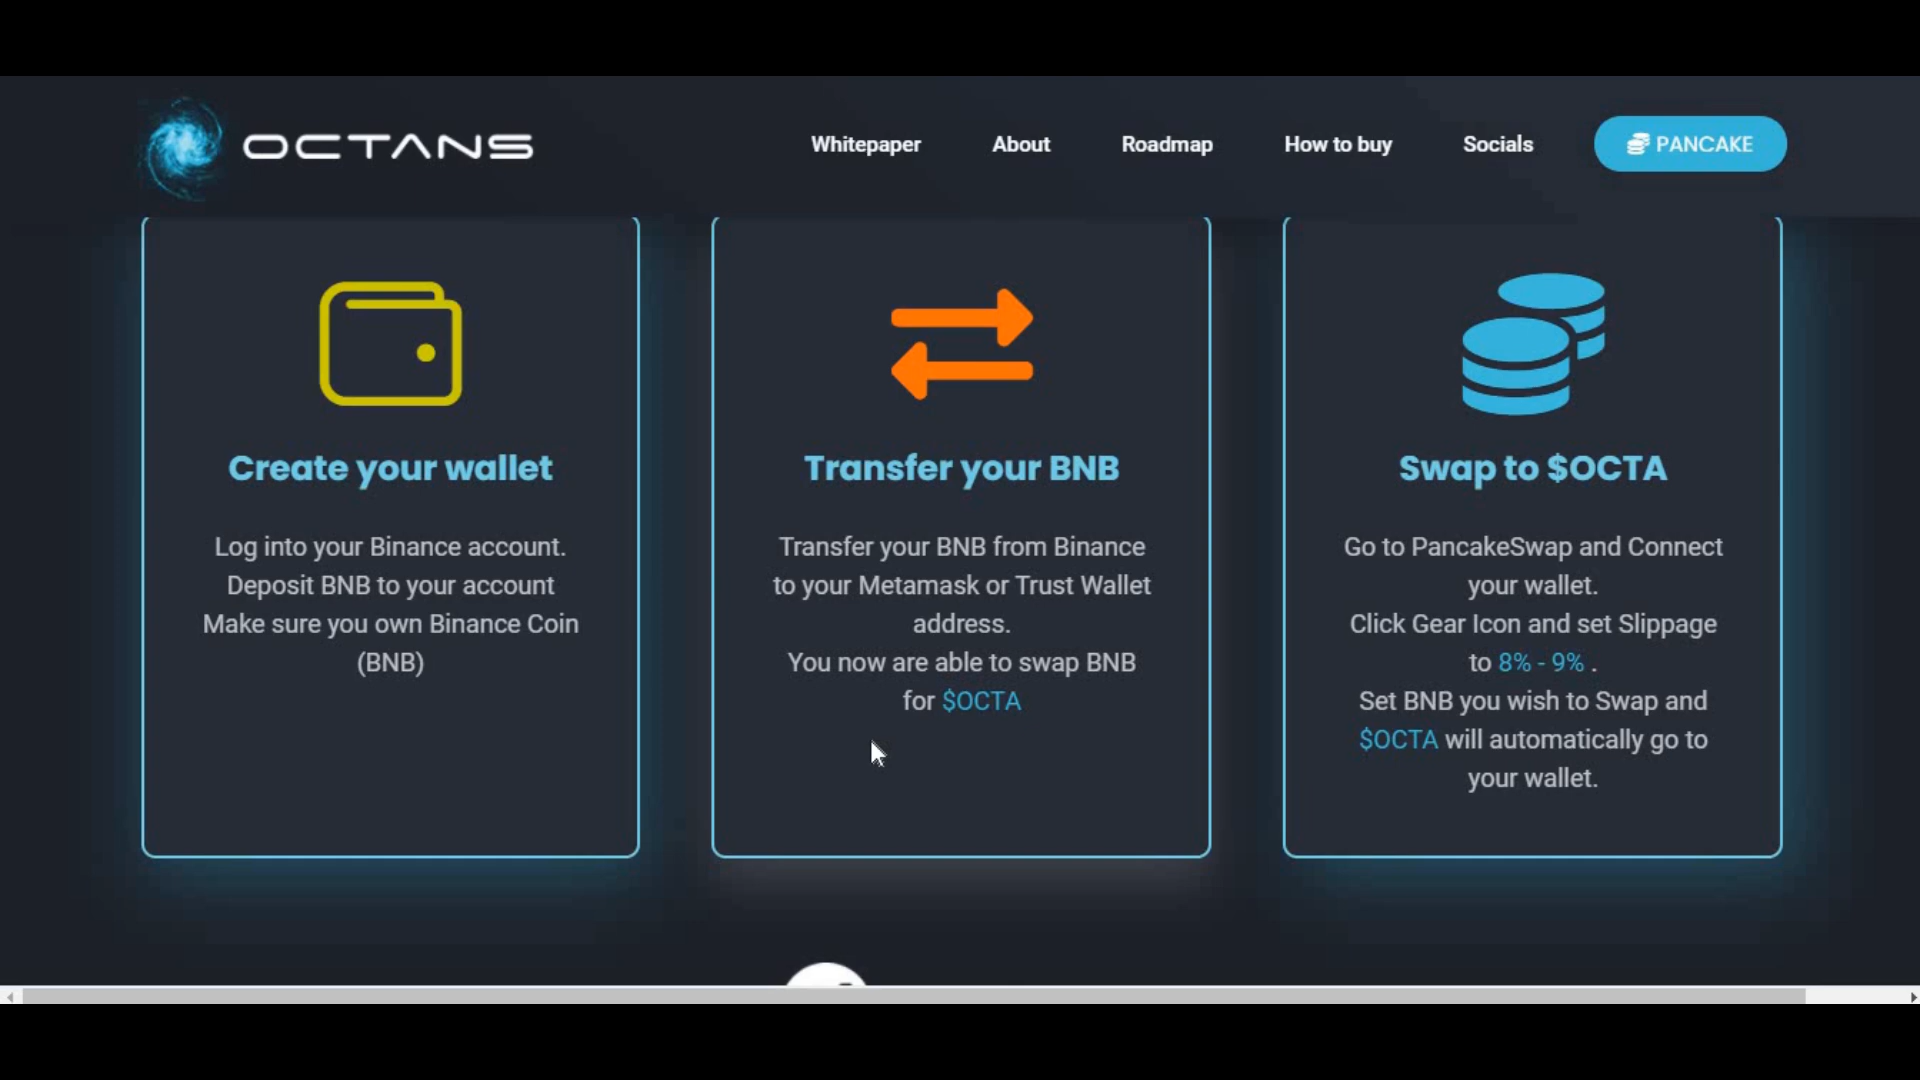 OCTANS
Whitepaper
About
Roadmap
How to buy
Socials
PANCAKE
Create your wallet
Log into your Binance account.
Deposit BNB to your account
Make sure you own Binance Coin
(BNB)
Transfer your BNB
Transfer your BNB from Binance
to your Metamask or Trust Wallet
address.
You now are able to swap BNB
for $OCTA
Swap to $OCTA
Go to PancakeSwap and Connect
your wallet.
Click Gear Icon and set Slippage
to 8% - 9% .
Set BNB you wish to Swap and
$OCTA will automatically go to
your wallet.